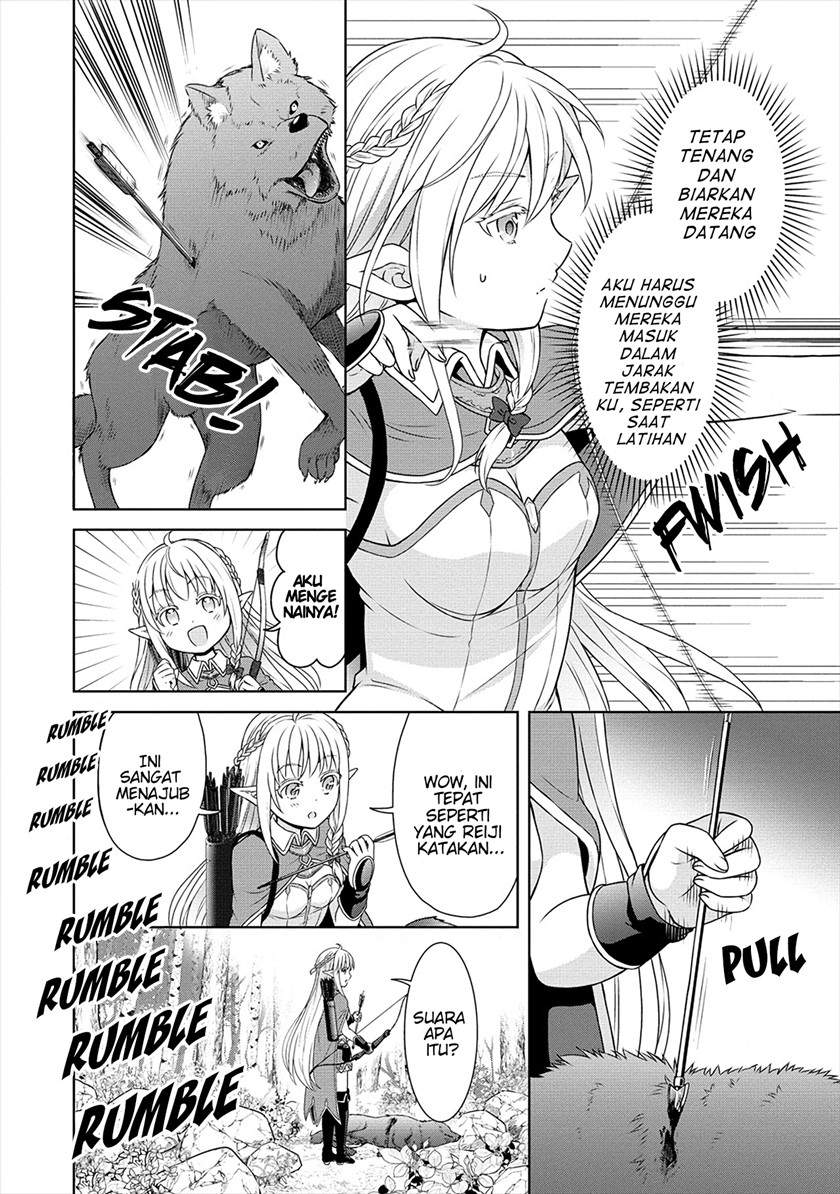 TETAP
TENANG
DAN
BIARKAN
MEREKA
DATANG
AKU HARUS
MENUNGGU
MEREKA
MASUK
DALAM
JARAK
TEMBAKAN
KU, SEPERTI
SAAT
LATIHAN
FWISH
STAB!
AKU
MENGE
NAINYA!
PULL
WOW, INI
TEPAT
SEPERTI
YANG REIJI
KATAKAN...
INI
SANGAT
MENAJUB
-KAN...
SUARA
APA
ITU?
RUMBLE
RUMBLE
RUMBLE
RUMBLE
RUMBLE
RUMBLE
RUMBLE
RUMBLE